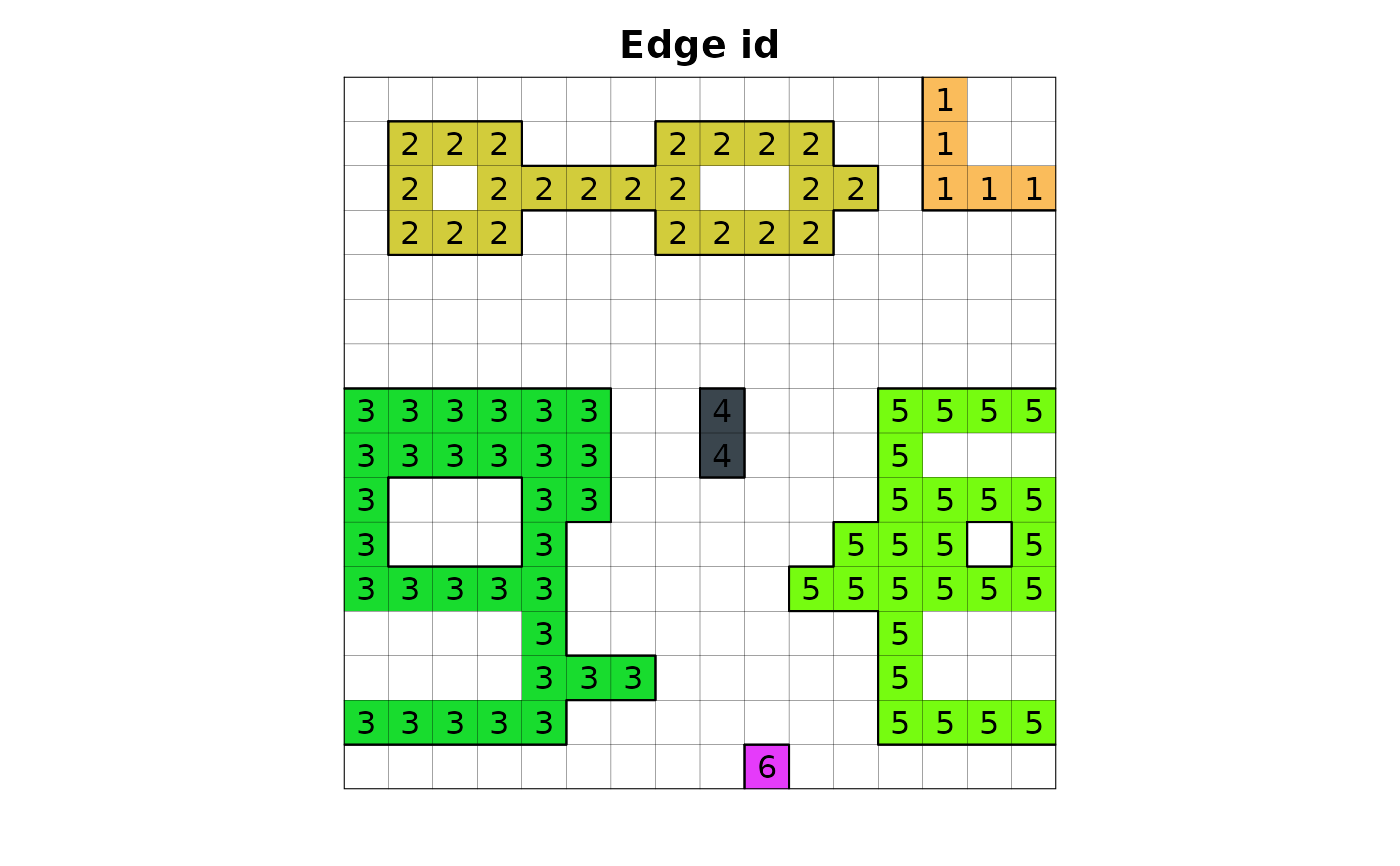 Edge id
1
2 2 2 2 2 2 2 1
2 2 2 2 2 2 2 2 1 1 1
2 2 2 2 2 2 2
3 3 3 3 3 3 4 5 5 5 5
3 3 3 3 3 3 4 5
3 3 3 5 5 5 5
3 3 5 5 5 5
3 3 3 3 3 5 5 5 5 5 5
3 5
3 3 3 5
3 3 3 3 3 5 5 5 5
6